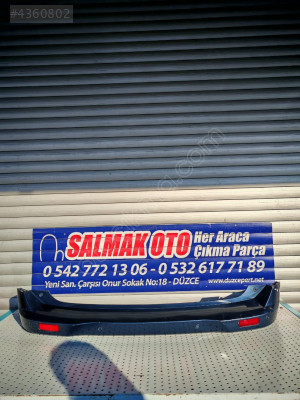 #4360802
SALMAK OTO
Her Araca
Çıkma Parça
0 542 772 13 06 - 0 532 617 71 89
Yeni San. Çarşısı Onur Sokak No:18 - DÜZCE
www.duzcepart.net